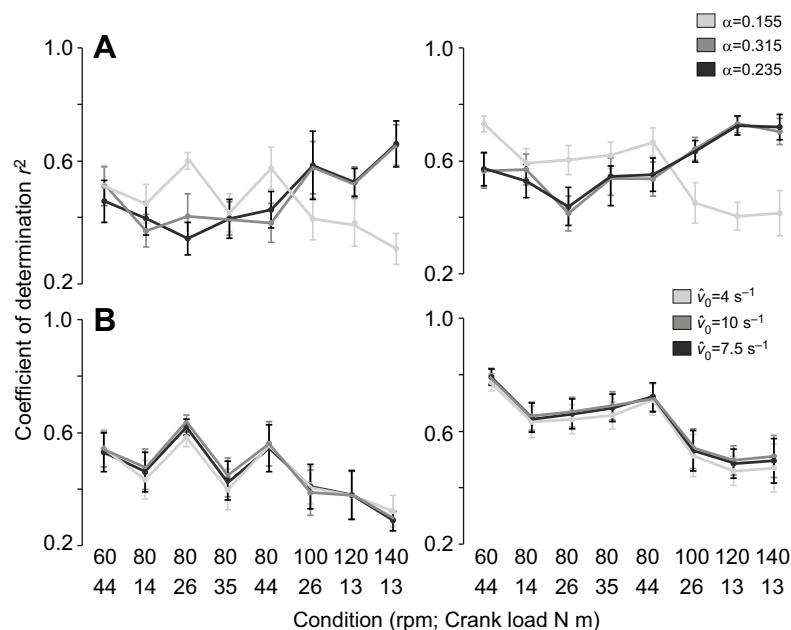 A
1.0
0.6
0.2
1.0
0.6
0.2
α=0.155
α=0.315
α=0.235
Coefficient of determination r²
B
1.0
0.6
0.2
1.0
0.6
0.2
v̂₀=4 s⁻¹
v̂₀=10 s⁻¹
v̂₀=7.5 s⁻¹
60 80 80 80 80 100 120 140
44 14 26 35 44 26 13 13
60 80 80 80 80 100 120 140
44 14 26 35 44 26 13 13
Condition (rpm; Crank load N m)